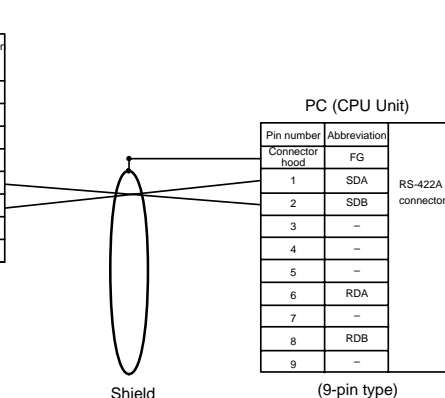 PC (CPU Unit)
Pin number Abbreviation
Connector hood FG
1 SDA
2 SDB
3 –
4 –
5 –
6 RDA
7 –
8 RDB
9 –
RS-422A
connector
Shield
(9-pin type)